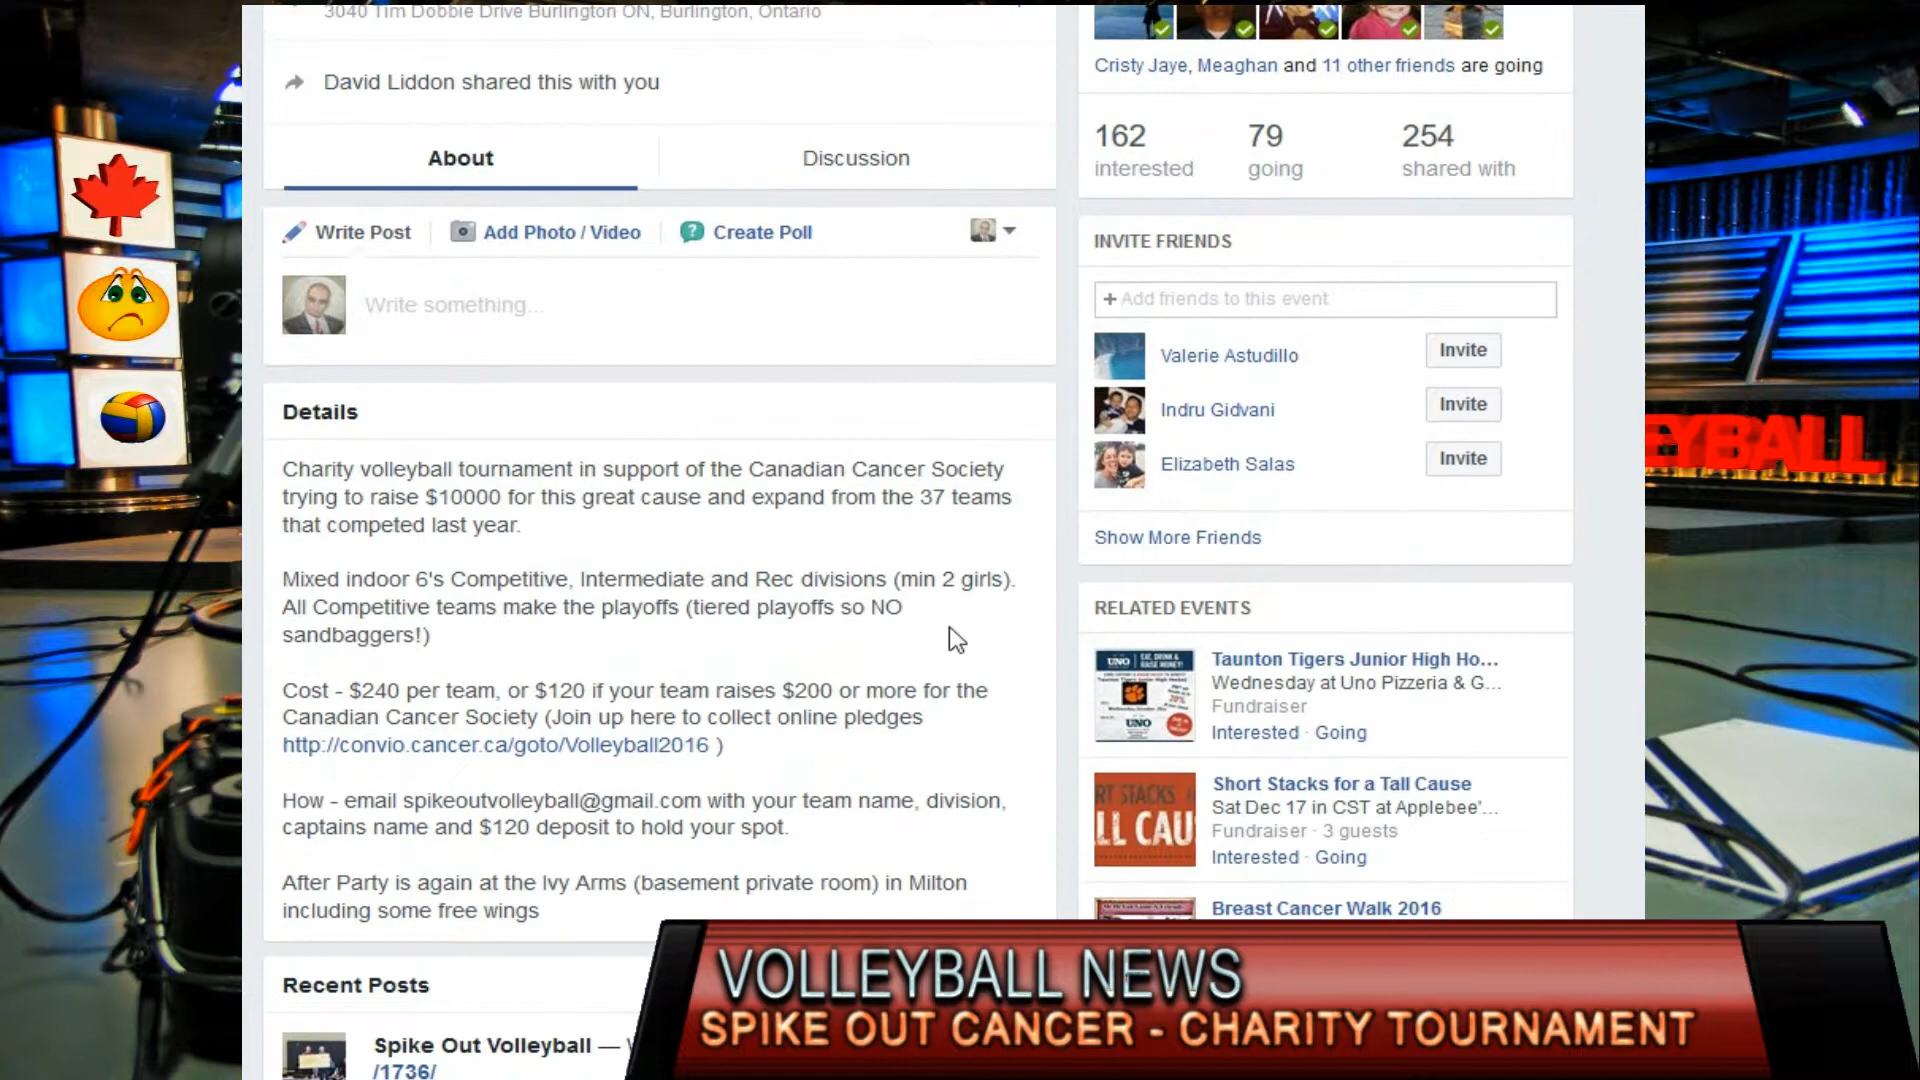 3040 Tim Dobbie Drive Burlington ON, Burlington, Ontario
David Liddon shared this with you
About
Discussion
Write Post
Add Photo / Video
Create Poll
Write something...
Details
Charity volleyball tournament in support of the Canadian Cancer Society
trying to raise $10000 for this great cause and expand from the 37 teams
that competed last year.
Mixed indoor 6's Competitive, Intermediate and Rec divisions (min 2 girls).
All Competitive teams make the playoffs (tiered playoffs so NO
sandbaggers!)
Cost - $240 per team, or $120 if your team raises $200 or more for the
Canadian Cancer Society (Join up here to collect online pledges
http://convio.cancer.ca/goto/Volleyball2016 )
How - email spikeoutvolleyball@gmail.com with your team name, division,
captains name and $120 deposit to hold your spot.
After Party is again at the Ivy Arms (basement private room) in Milton
including some free wings
Recent Posts
Spike Out Volleyball —
/1736/
Cristy Jaye, Meaghan and 11 other friends are going
162 79 254
interested going shared with
INVITE FRIENDS
+ Add friends to this event
Valerie Astudillo Invite
Indru Gidvani Invite
Elizabeth Salas Invite
Show More Friends
RELATED EVENTS
Taunton Tigers Junior High Ho...
Wednesday at Uno Pizzeria & G...
Fundraiser
Interested · Going
UNO
EAT, DRINK &
RAISE MONEY!
UNO
Short Stacks for a Tall Cause
Sat Dec 17 in CST at Applebee'...
Fundraiser · 3 guests
Interested · Going
RT STACKS
LL CAU
Breast Cancer Walk 2016
EYBALL
VOLLEYBALL NEWS
SPIKE OUT CANCER - CHARITY TOURNAMENT